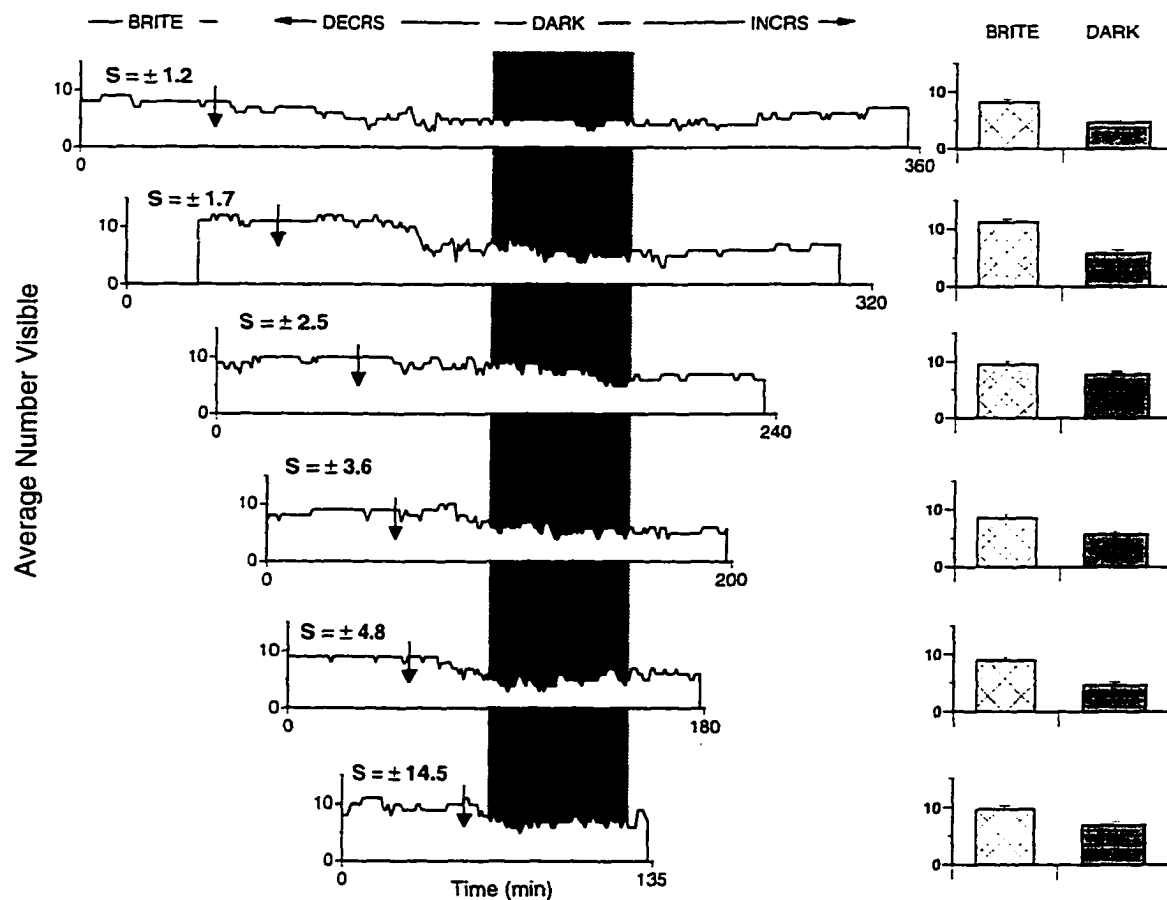 BRITE DECRS DARK INCRS
BRITE DARK
Average Number Visible
S = ± 1.2
10
0
0 360
10
0
S = ± 1.7
10
0
0 320
10
0
S = ± 2.5
10
0
0 240
10
0
S = ± 3.6
10
0
0 200
10
0
S = ± 4.8
10
0
0 180
10
0
S = ± 14.5
10
0
0 Time (min) 135
10
0